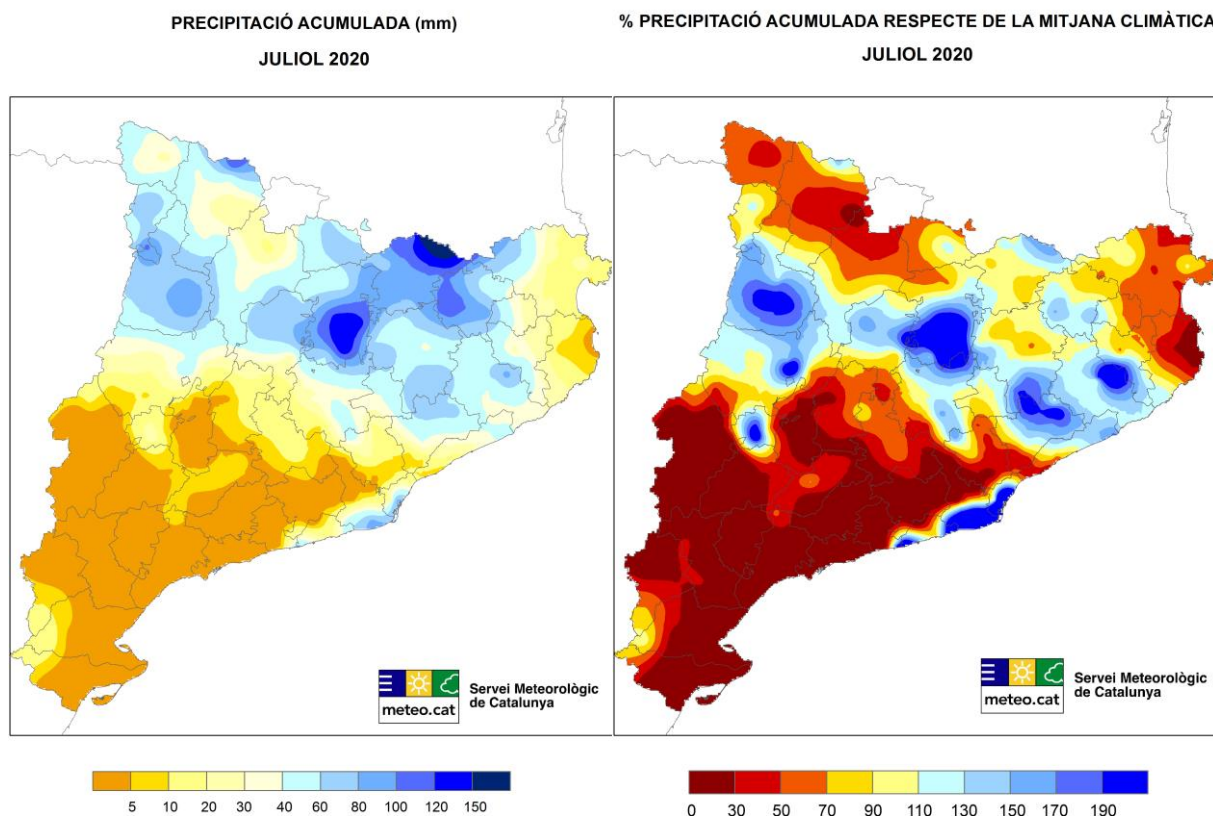 PRECIPITACIÓ ACUMULADA (mm)
JULIOL 2020
% PRECIPITACIÓ ACUMULADA RESPECTE DE LA MITJANA CLIMÀTICA
JULIOL 2020
meteo.cat
Servei Meteorològic
de Catalunya
meteo.cat
Servei Meteorològic
de Catalunya
5 10 20 30 40 60 80 100 120 150
0 30 50 70 90 110 130 150 170 190